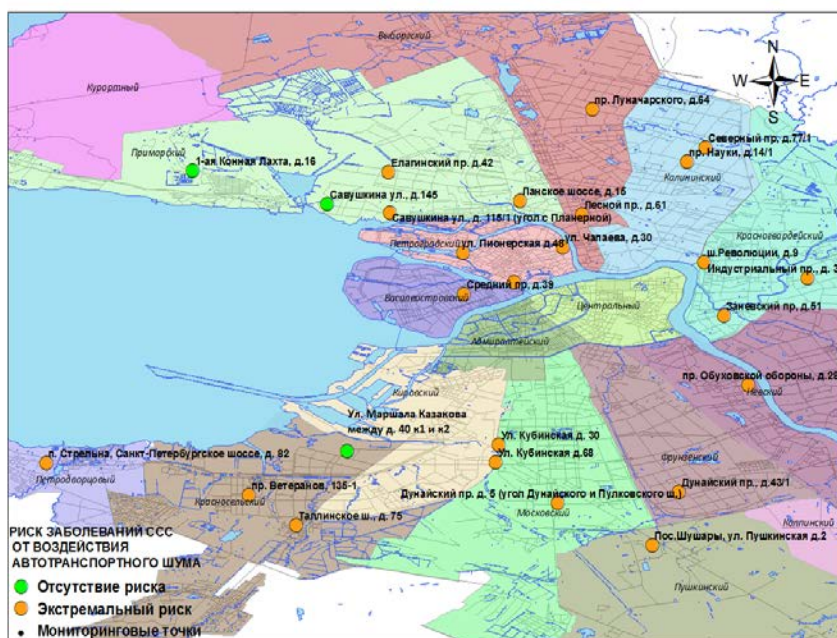 Выборгский
N
Курортный
W E
S
пр. Луначарского, д.64
Северный пр, д.77/1
Приморский
1-ая Конная Лахта, д.16
пр. Науки, д.14/1
Елагинский пр. д.42
Калининский
Савушкина ул., д.145
Ланское шоссе, д.15
Лесной пр., д.61
Савушкина ул., д. 115/1 (угол с Планерной)
Красногвардейский
ул. Чапаева, д.30
Петроградский
ул. Пионерская д.48
ш.Революции, д.9
Индустриальный пр., д. 3
Средний пр, д.39
Василеостровский
Центральный
Заневский пр, д.51
Адмиралтейский
пр. Обуховской обороны, д.28
Кировский
Невский
Ул. Маршала Казакова
между д. 40 к1 и к2
Ул. Кубинская д. 30
п. Стрельна, Санкт-Петербургское шоссе, д. 82
Ул. Кубинская д.68
Фрунзенский
Петродворцовый
пр. Ветеранов, 135-1
Красносельский
Дунайский пр. д. 5 (угол Дунайского и Пулковского ш.)
Дунайский пр., д.43/1
Московский
Таллинское ш., д. 75
Колпинский
РИСК ЗАБОЛЕВАНИЙ ССС
ОТ ВОЗДЕЙСТВИЯ
АВТОТРАНСПОРТНОГО ШУМА
Пос.Шушары, ул. Пушкинская д.2
Пушкинский
Отсутствие риска
Экстремальный риск
Мониторинговые точки